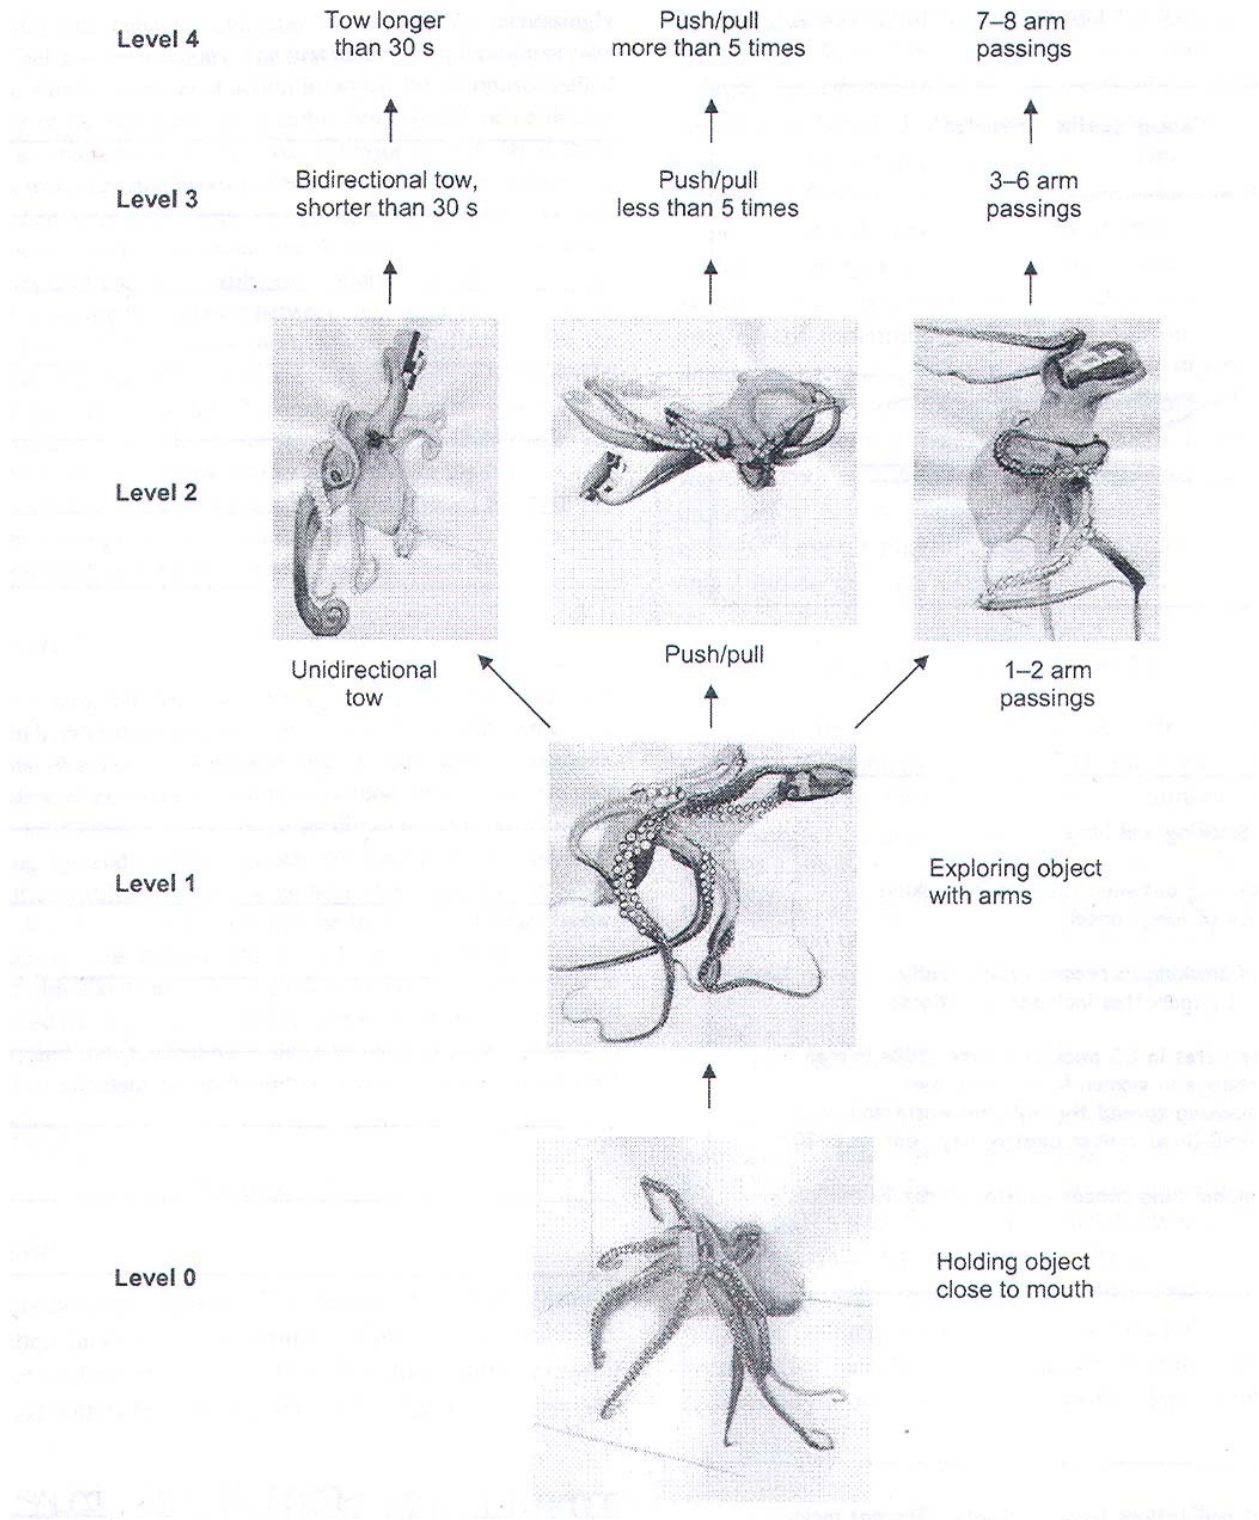 Level 4
Tow longer
than 30 s
Push/pull
more than 5 times
7–8 arm
passings
Level 3
Bidirectional tow,
shorter than 30 s
Push/pull
less than 5 times
3–6 arm
passings
Level 2
Unidirectional
tow
Push/pull
1–2 arm
passings
Level 1
Exploring object
with arms
Level 0
Holding object
close to mouth